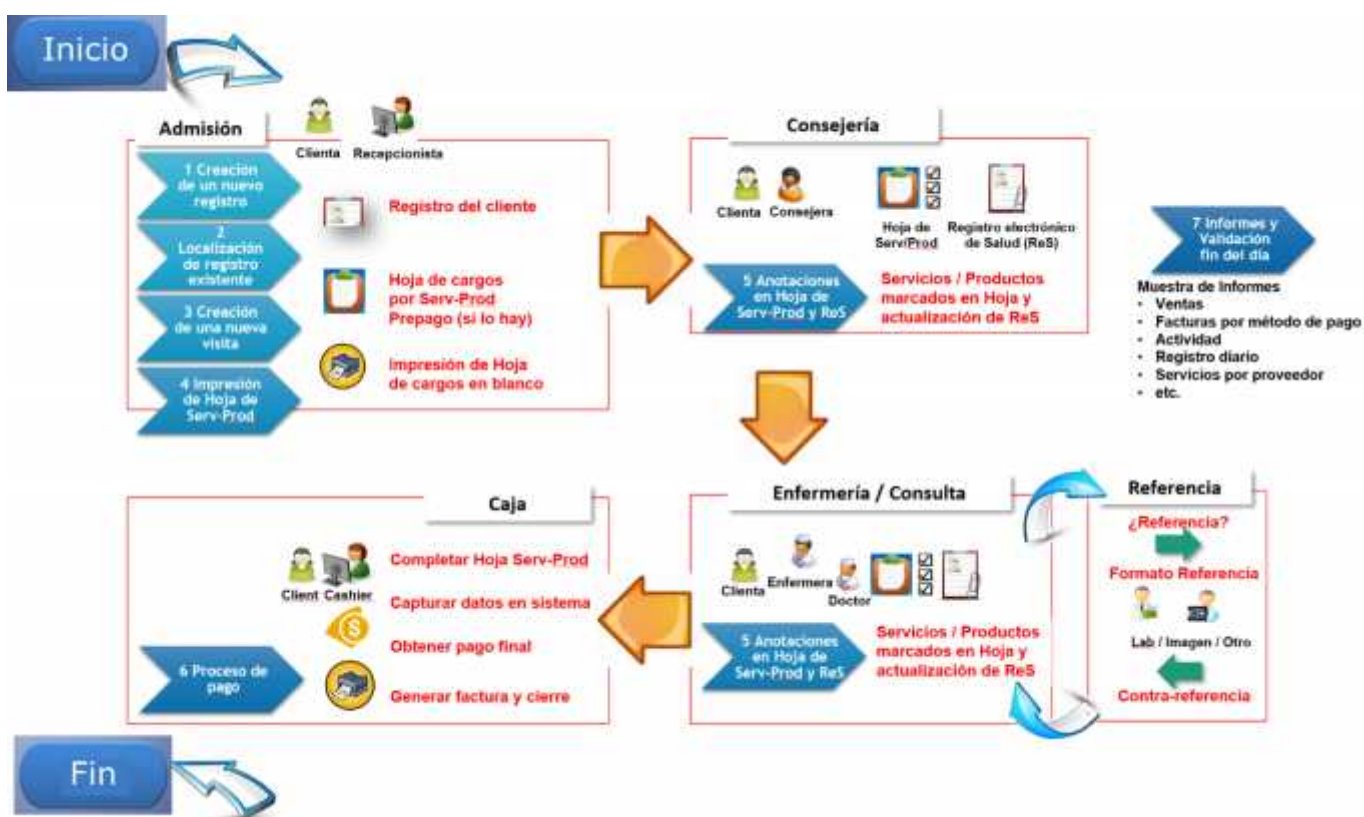 Inicio
Admisión
Clienta Recepcionista
1 Creación
de un nuevo
registro
2
Localización
de registro
existente
3 Creación
de una nueva
visita
4 Impresión
de Hoja de
Serv-Prod
Registro del cliente
Hoja de cargos
por Serv-Prod
Prepago (si lo hay)
Impresión de Hoja
de cargos en blanco
Consejería
Clienta Consejera
Hoja de
Serv/Prod
Registro electrónico
de Salud (ReS)
5 Anotaciones
en Hoja de
Serv-Prod y ReS
Servicios / Productos
marcados en Hoja y
actualización de ReS
7 Informes y
Validación
fin del día
Muestra de Informes
• Ventas
• Facturas por método de pago
• Actividad
• Registro diario
• Servicios por proveedor
• etc.
Enfermería / Consulta
Clienta
Enfermera
Doctor
5 Anotaciones
en Hoja de
Serv-Prod y ReS
Servicios / Productos
marcados en Hoja y
actualización de ReS
Referencia
¿Referencia?
Formato Referencia
Lab / Imagen / Otro
Contra-referencia
Caja
Client Cashier
Completar Hoja Serv-Prod
Capturar datos en sistema
Obtener pago final
Generar factura y cierre
6 Proceso de
pago
Fin